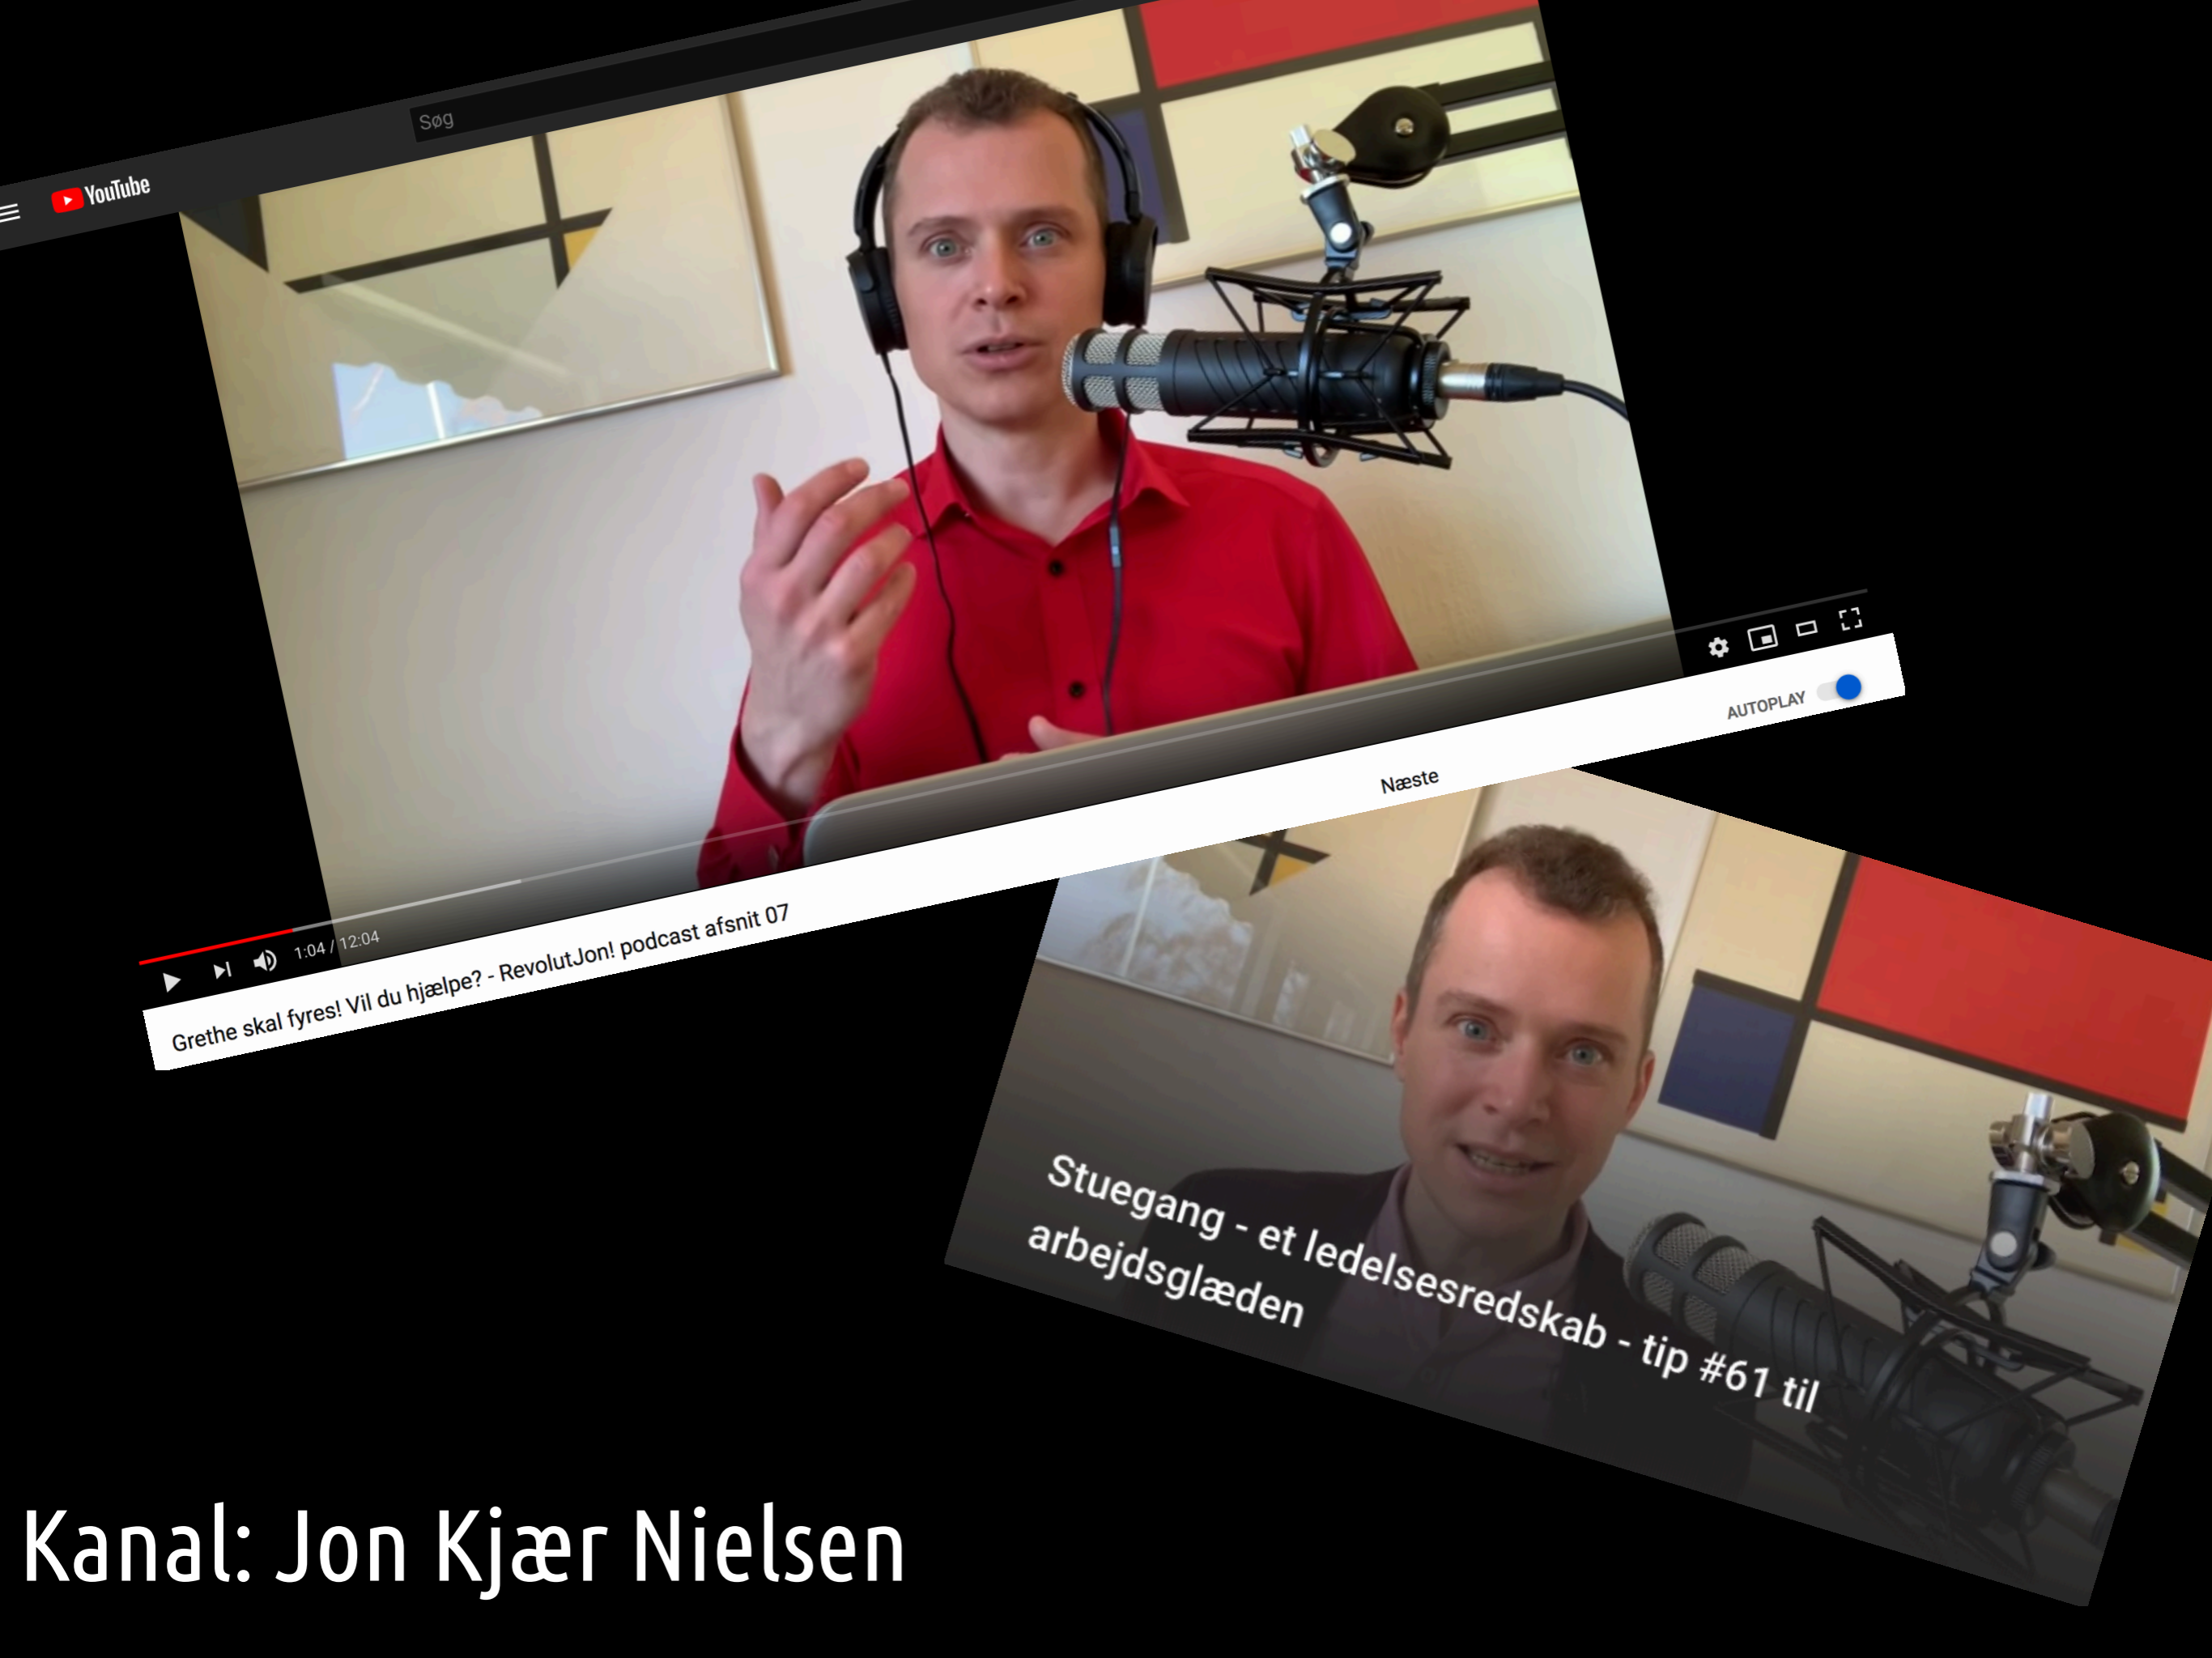 Søg
YouTube
1:04 / 12:04
AUTOPLAY
Næste
Grethe skal fyres! Vil du hjælpe? - RevolutJon! podcast afsnit 07
Stuegang - et ledelsesredskab - tip #61 til
arbejdsglæden
Kanal: Jon Kjær Nielsen